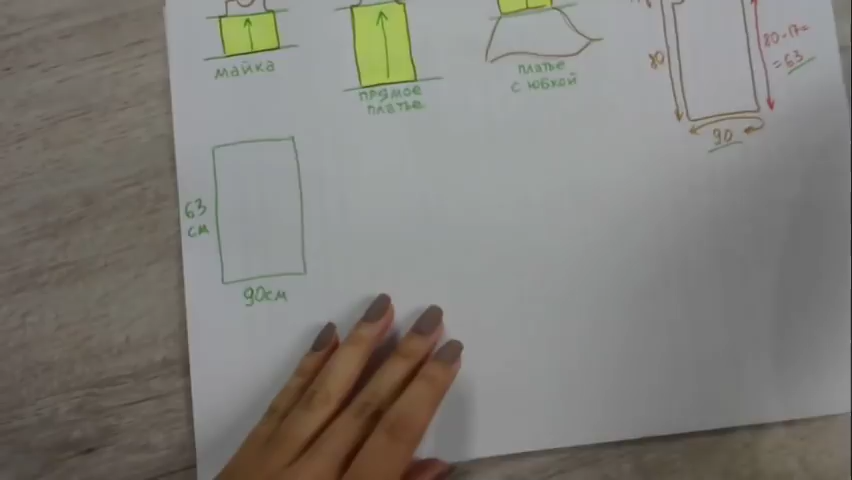 майка
прямое
платье
платье
с юбкой
80
80-17=
=63
90
63
см
90см